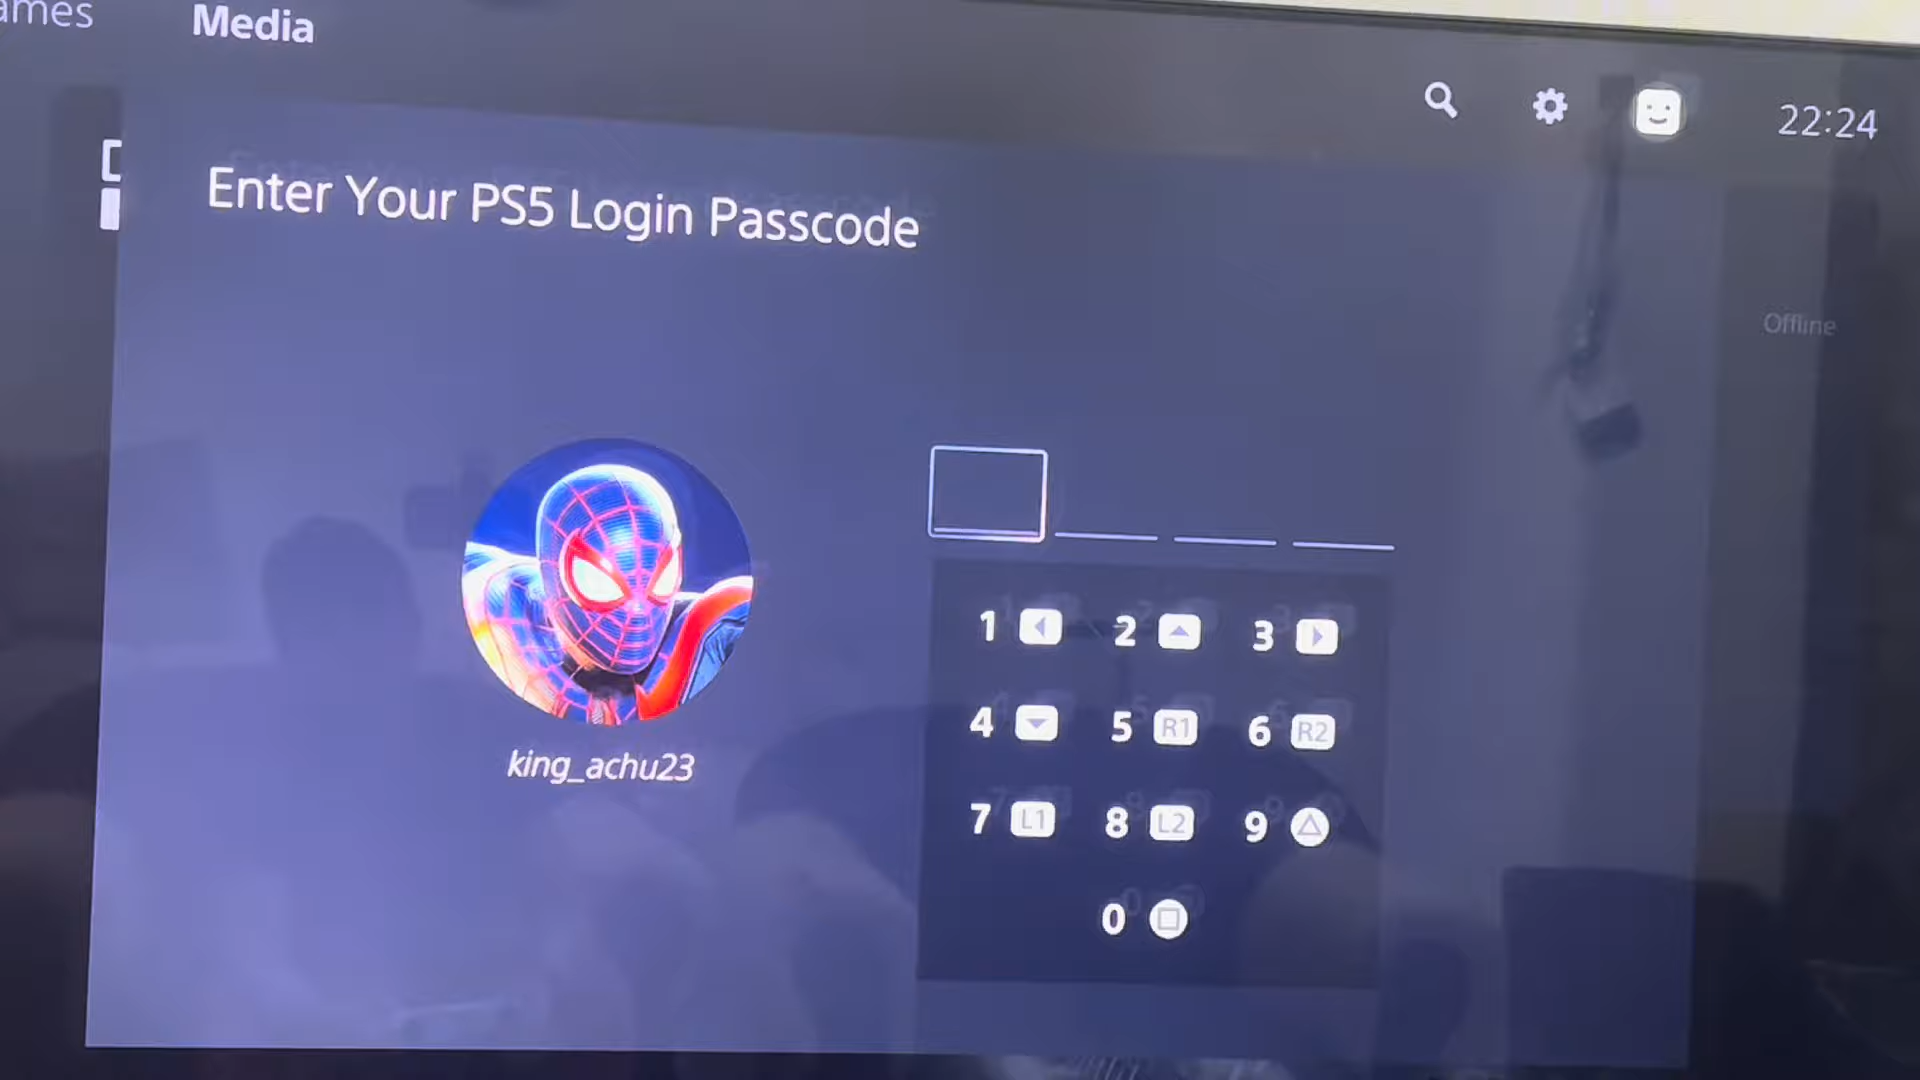 Media
22:24
Enter Your PS5 Login Passcode
Offline
1 2 3
4 5 R1 6 R2
7 L1 8 L2 9
0
king_achu23